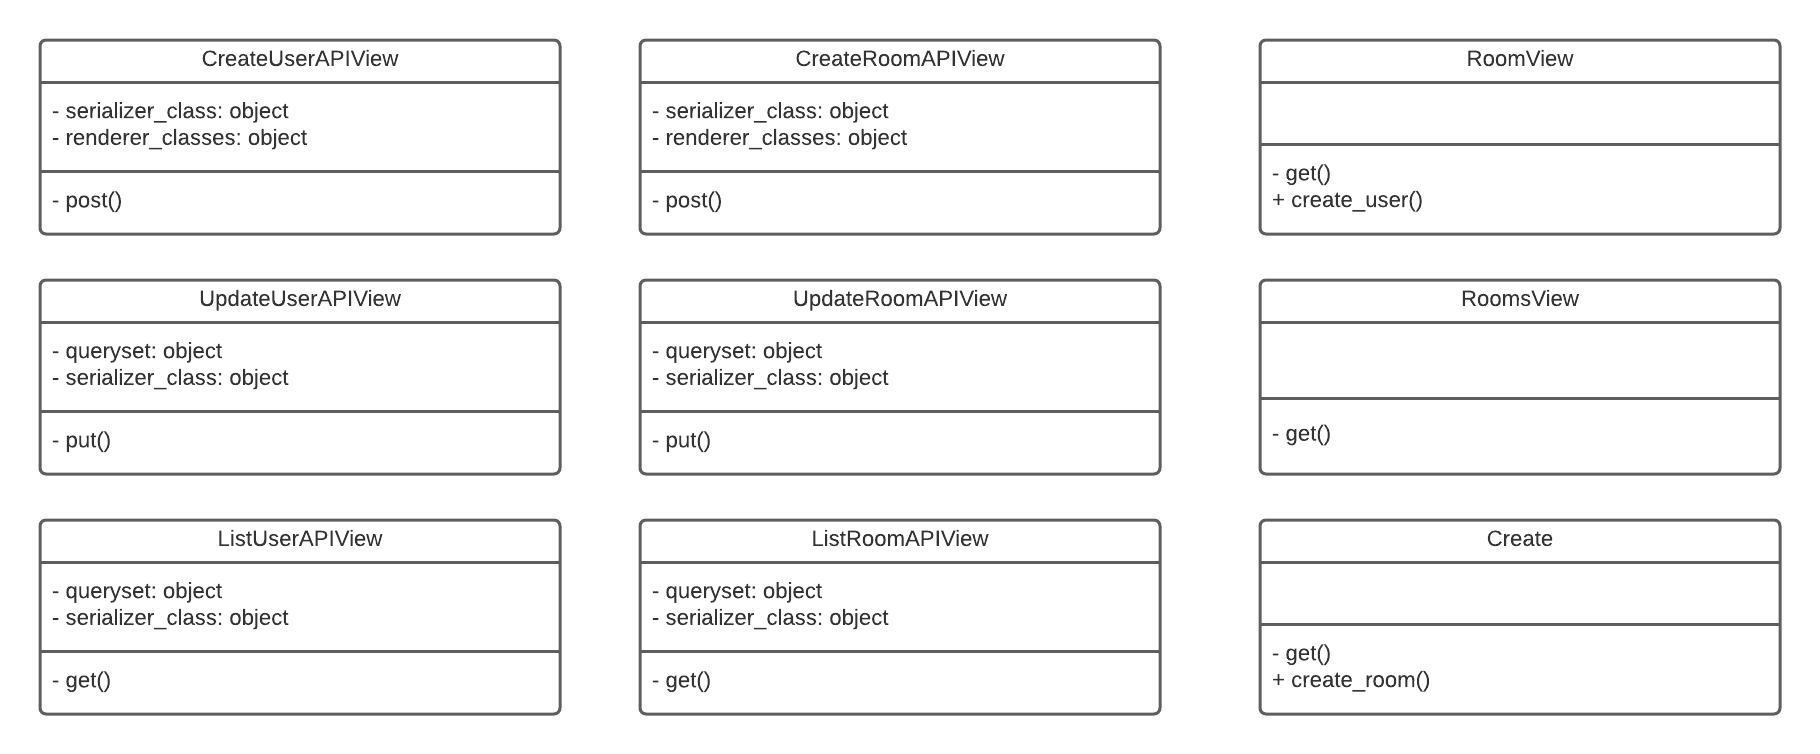 CreateUserAPIView
- serializer_class: object
- renderer_classes: object
- post()
CreateRoomAPIView
- serializer_class: object
- renderer_classes: object
- post()
RoomView
- get()
+ create_user()
UpdateUserAPIView
- queryset: object
- serializer_class: object
- put()
UpdateRoomAPIView
- queryset: object
- serializer_class: object
- put()
RoomsView
- get()
ListUserAPIView
- queryset: object
- serializer_class: object
- get()
ListRoomAPIView
- queryset: object
- serializer_class: object
- get()
Create
- get()
+ create_room()